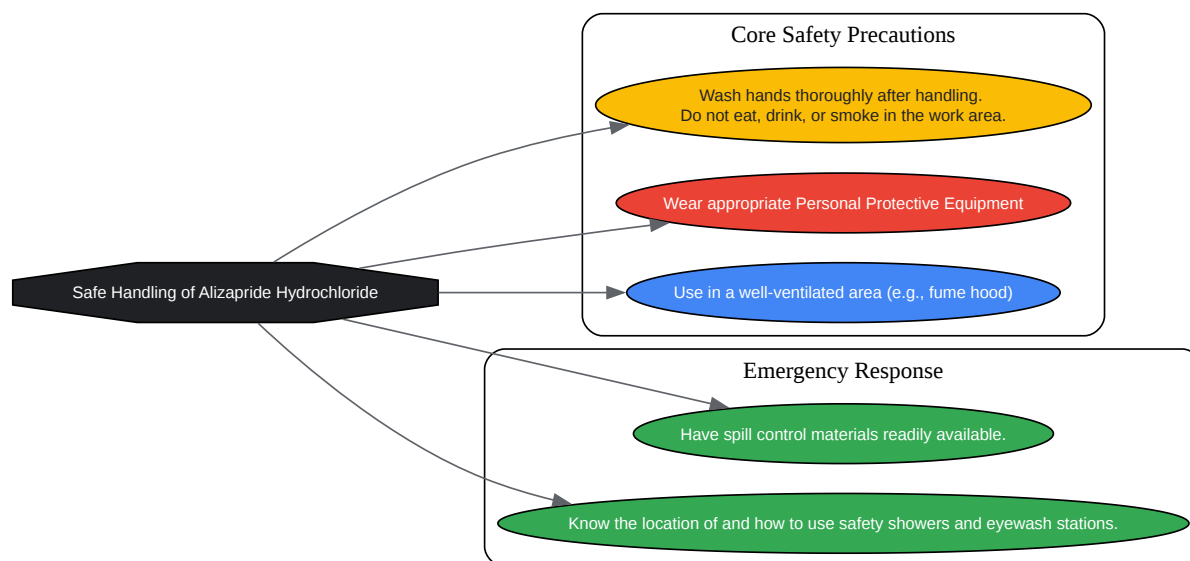 Core Safety Precautions
Wash hands thoroughly after handling.
Do not eat, drink, or smoke in the work area.
Wear appropriate Personal Protective Equipment
Safe Handling of Alizapride Hydrochloride
Use in a well-ventilated area (e.g., fume hood)
Emergency Response
Have spill control materials readily available.
Know the location of and how to use safety showers and eyewash stations.